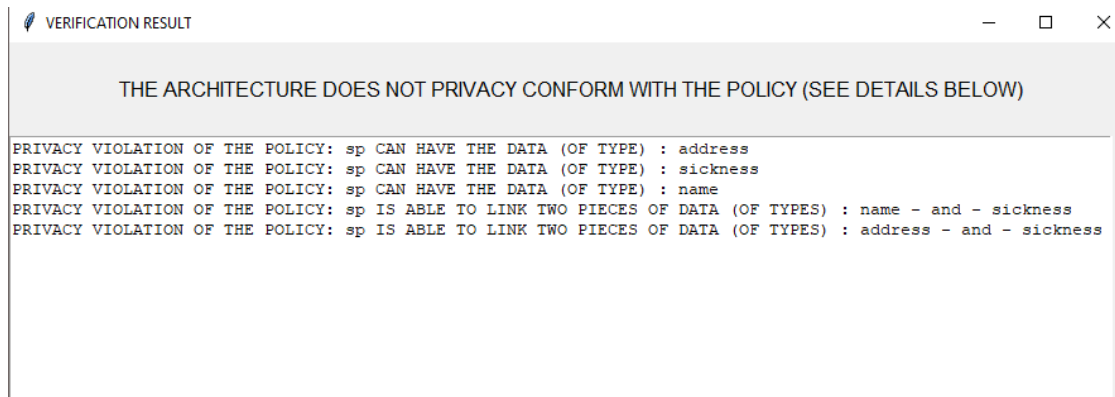 VERIFICATION RESULT
THE ARCHITECTURE DOES NOT PRIVACY CONFORM WITH THE POLICY (SEE DETAILS BELOW)
PRIVACY VIOLATION OF THE POLICY: sp CAN HAVE THE DATA (OF TYPE) : address
PRIVACY VIOLATION OF THE POLICY: sp CAN HAVE THE DATA (OF TYPE) : sickness
PRIVACY VIOLATION OF THE POLICY: sp CAN HAVE THE DATA (OF TYPE) : name
PRIVACY VIOLATION OF THE POLICY: sp IS ABLE TO LINK TWO PIECES OF DATA (OF TYPES) : name - and - sickness
PRIVACY VIOLATION OF THE POLICY: sp IS ABLE TO LINK TWO PIECES OF DATA (OF TYPES) : address - and - sickness